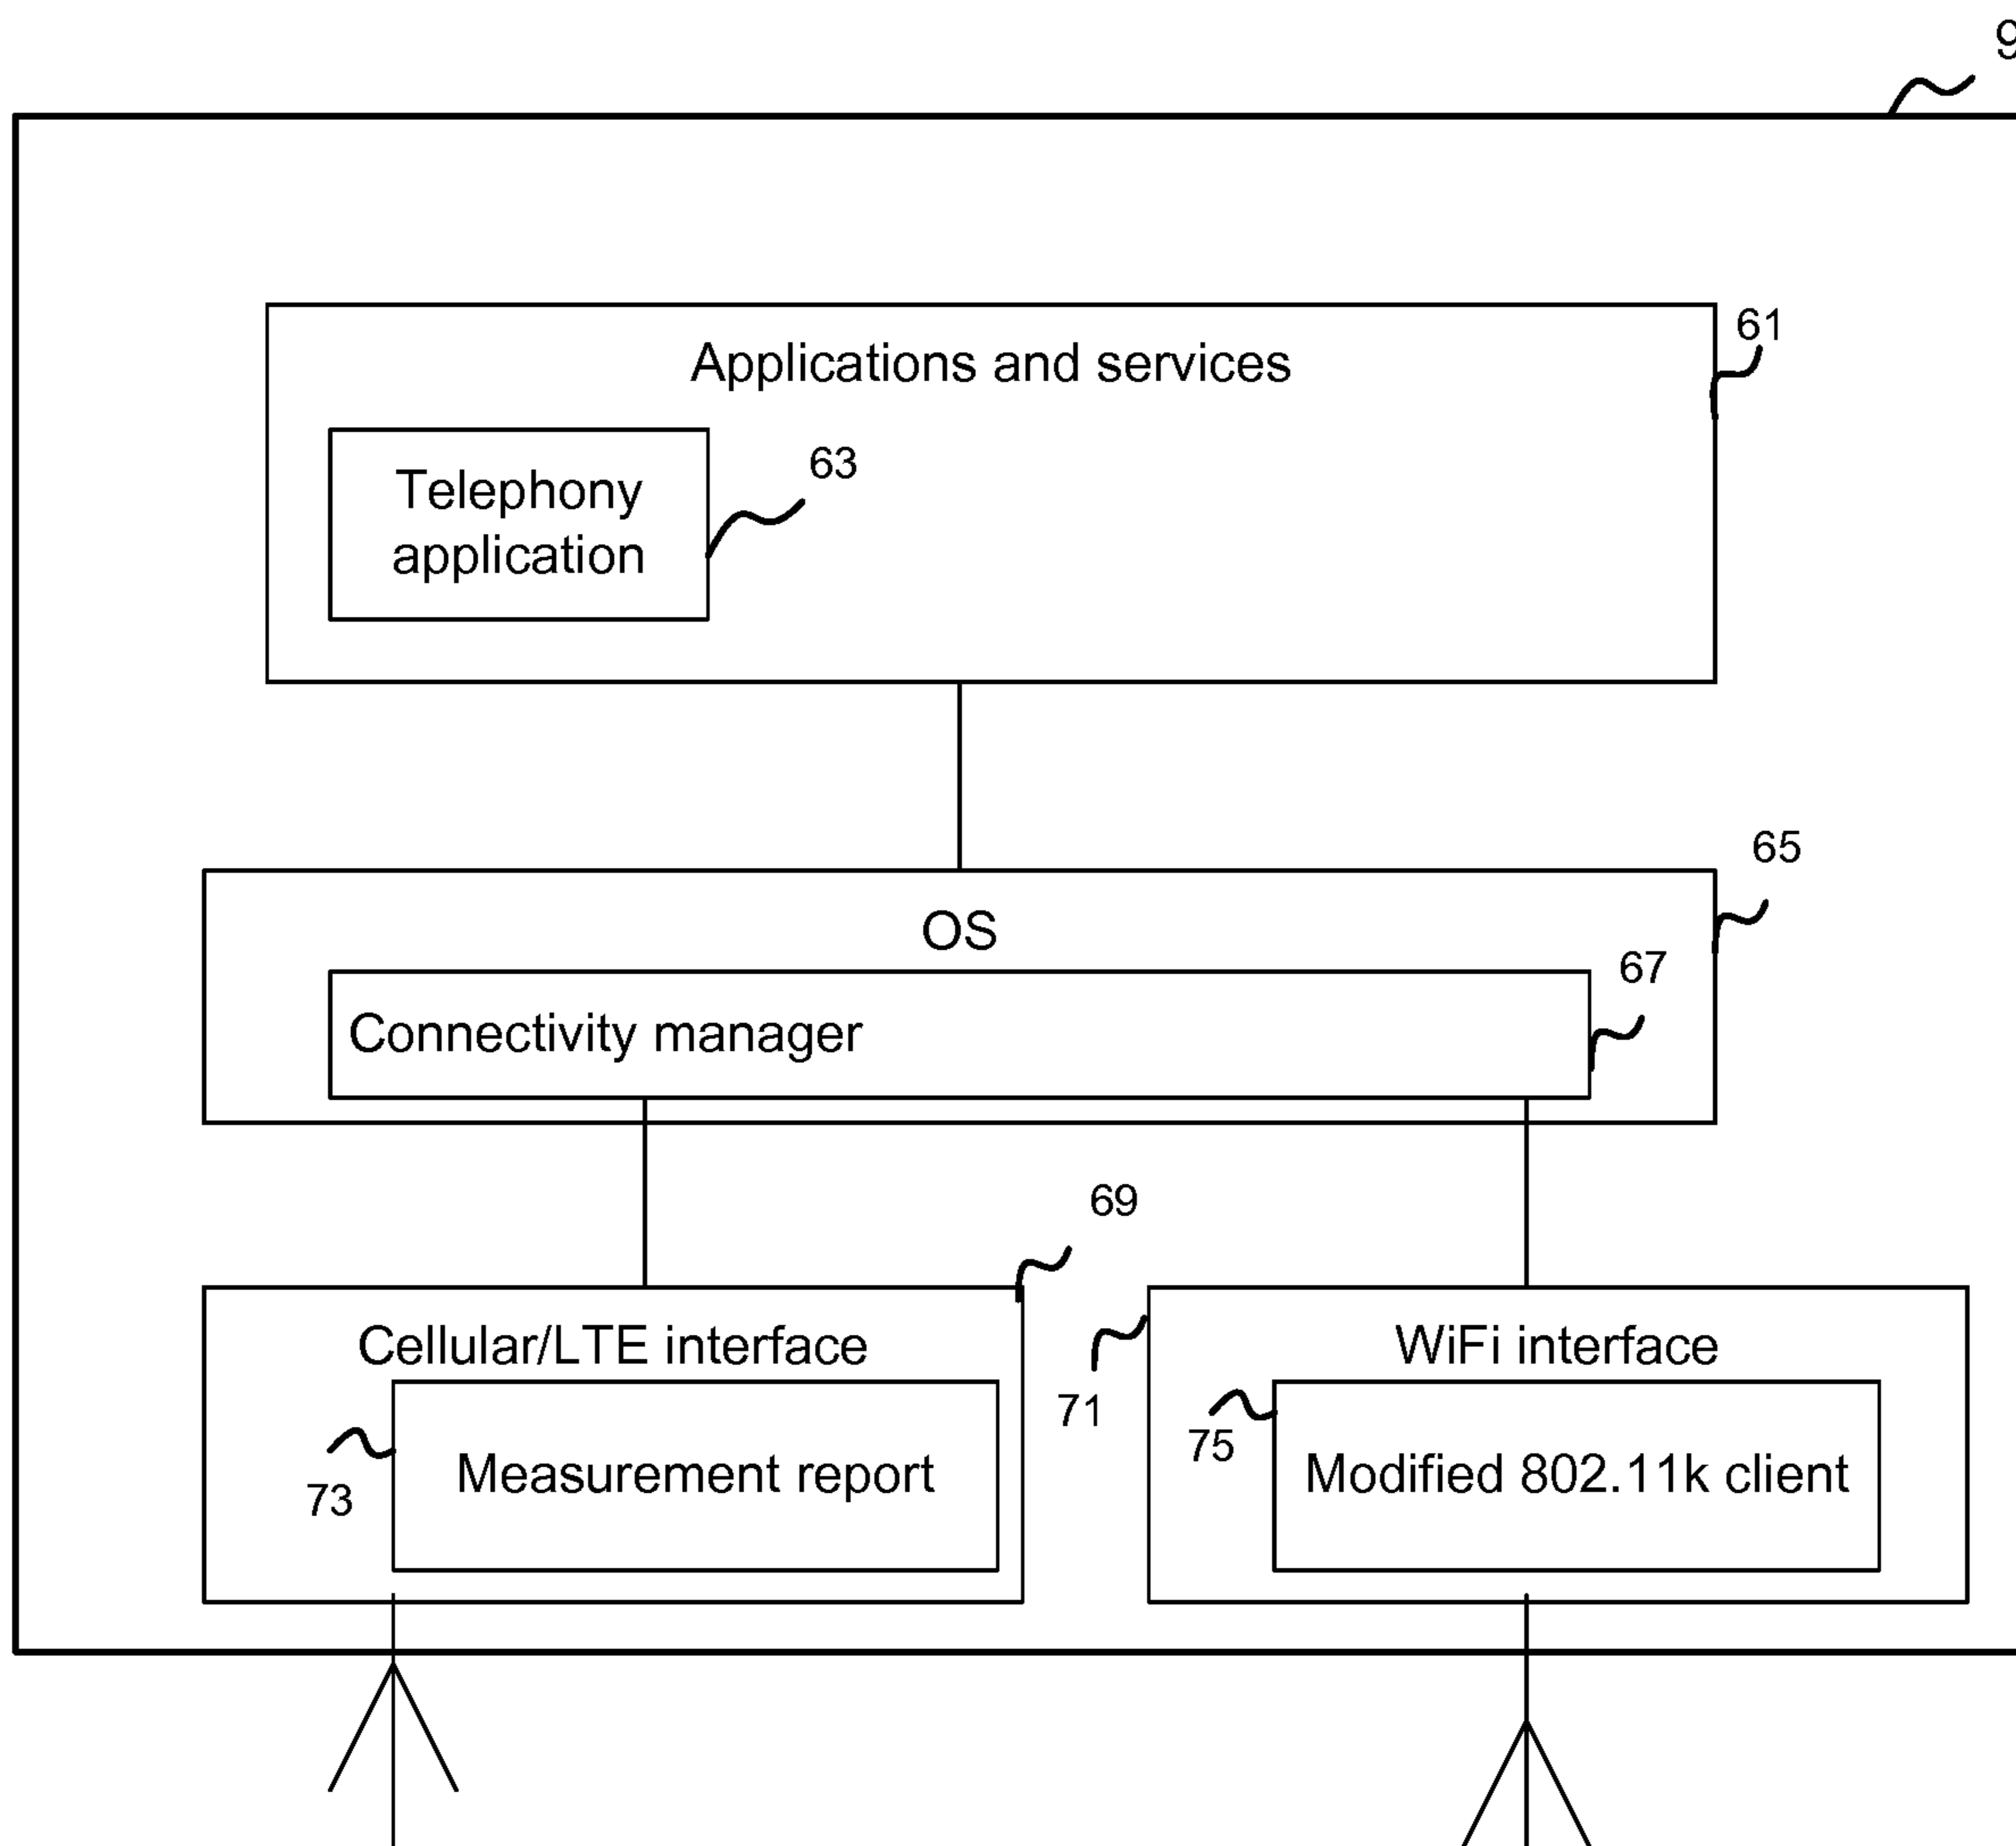 9
Applications and services
61
Telephony
application
63
65
OS
67
Connectivity manager
69
Cellular/LTE interface
WiFi interface
71
75
Measurement report
Modified 802.11k client
73